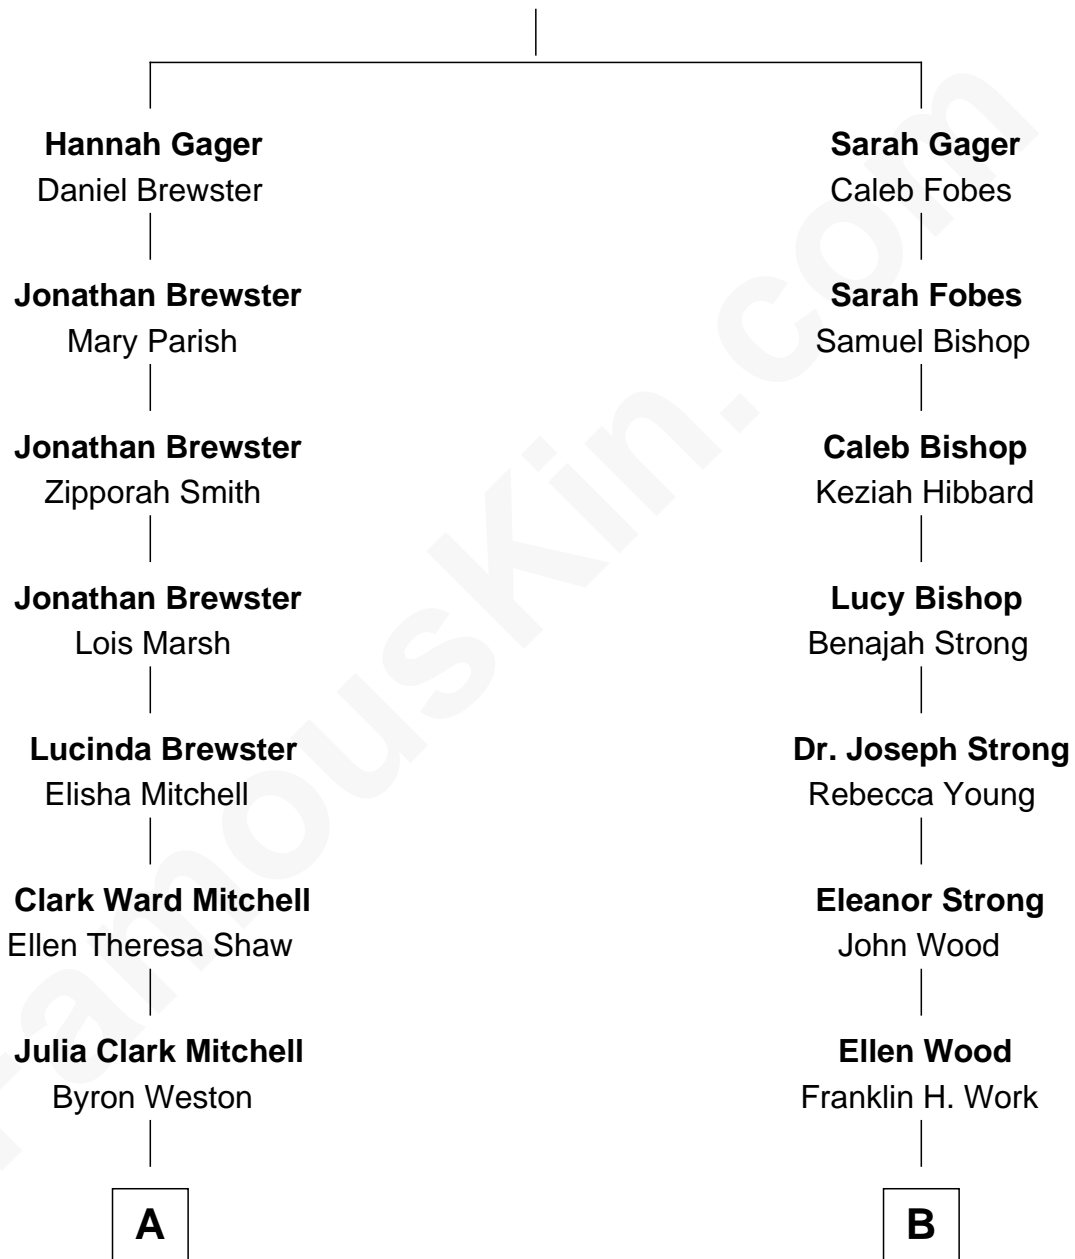 Hannah Gager
Daniel Brewster
Jonathan Brewster
Mary Parish
Jonathan Brewster
Zipporah Smith
Jonathan Brewster
Lois Marsh
Lucinda Brewster
Elisha Mitchell
Clark Ward Mitchell
Ellen Theresa Shaw
Julia Clark Mitchell
Byron Weston
A
Sarah Gager
Caleb Fobes
Sarah Fobes
Samuel Bishop
Caleb Bishop
Keziah Hibbard
Lucy Bishop
Benajah Strong
Dr. Joseph Strong
Rebecca Young
Eleanor Strong
John Wood
Ellen Wood
Franklin H. Work
B
FamousKin.com